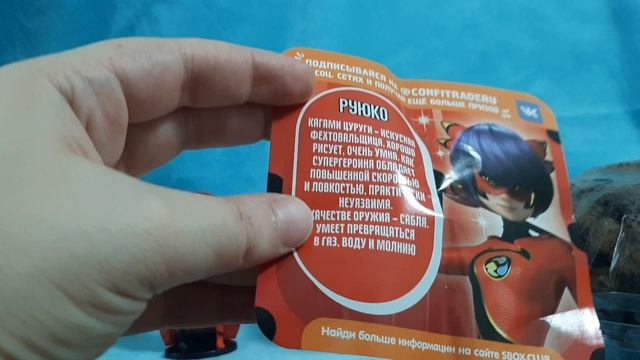 ПОДПИСЫВАЙСЯ НА @CONFITRADERU
СОЦ. СЕТЯХ И ПОЛУЧАЙ ЕЩЁ БОЛЬШЕ ПРИЗОВ
РУЮКО
КАГАМИ ЦУРУГИ – ИСКУСНАЯ
ФЕХТОВАЛЬЩИЦА, ХОРОШО
РИСУЕТ, ОЧЕНЬ УМНА. КАК
СУПЕРГЕРОИНЯ ОБЛАДАЕТ
ПОВЫШЕННОЙ СКОРОСТЬЮ
И ЛОВКОСТЬЮ, ПРАКТИЧЕСКИ
НЕУЯЗВИМА.
КАЧЕСТВЕ ОРУЖИЯ – САБЛЯ.
УМЕЕТ ПРЕВРАЩАТЬСЯ
В ГАЗ, ВОДУ И МОЛНИЮ
Найди больше информации на сайте SBOX.CLUB